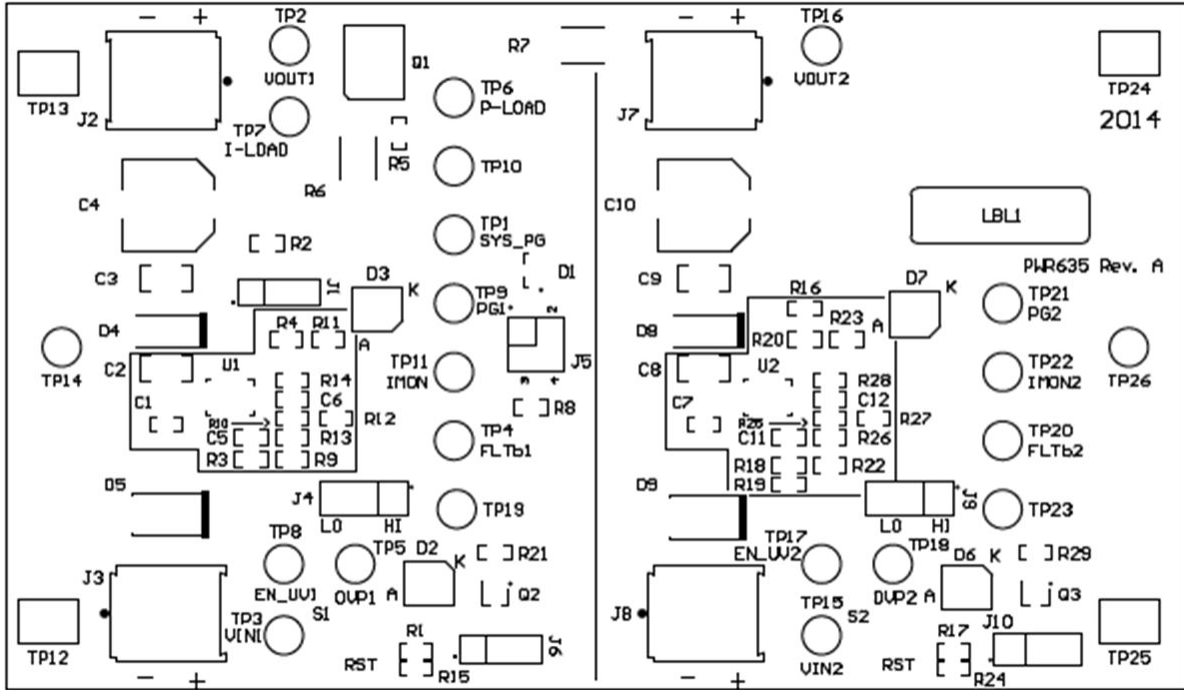 - + TP2 - + TP16
R7
Q1
TP13 VOUT1 TP6 VOUT2 TP24
P-LOAD
J2 TP7 J7 2014
I-LOAD
R5 TP10
R6
C4 C10 LBL1
TP1
R2 SYS_PG
C3 J1 D3 D1 C9 D7 PWR635 Rev. A
K K
TP9 R16 TP21
PG1 2 PG2
D4 R4 R11 D8 R20 R23
A A
TP14 C2 U1 TP11 J5 C8 U2 TP22 TP26
IMON IMON2
R14 3 4 R28
C1 C6 R8 C7 C12
R10 R12 R25 R27
C5 R13 TP4 C11 R26 TP20
R3 R9 FLTb1 R18 R22 FLTb2
D5 R19
J4 D9 J9
LO HI TP19 LO HI TP23
TP8 TP5 D2 TP17 TP18 D6
K R21 EN_UV2 K R29
J3 EN_UV1 OVP1 A Q2 J8 TP15 OVP2 A Q3
TP3 S1 S2
VIN1 R1 J6 R17 J10
TP12 RST R15 VIN2 RST R24 TP25
- + - +